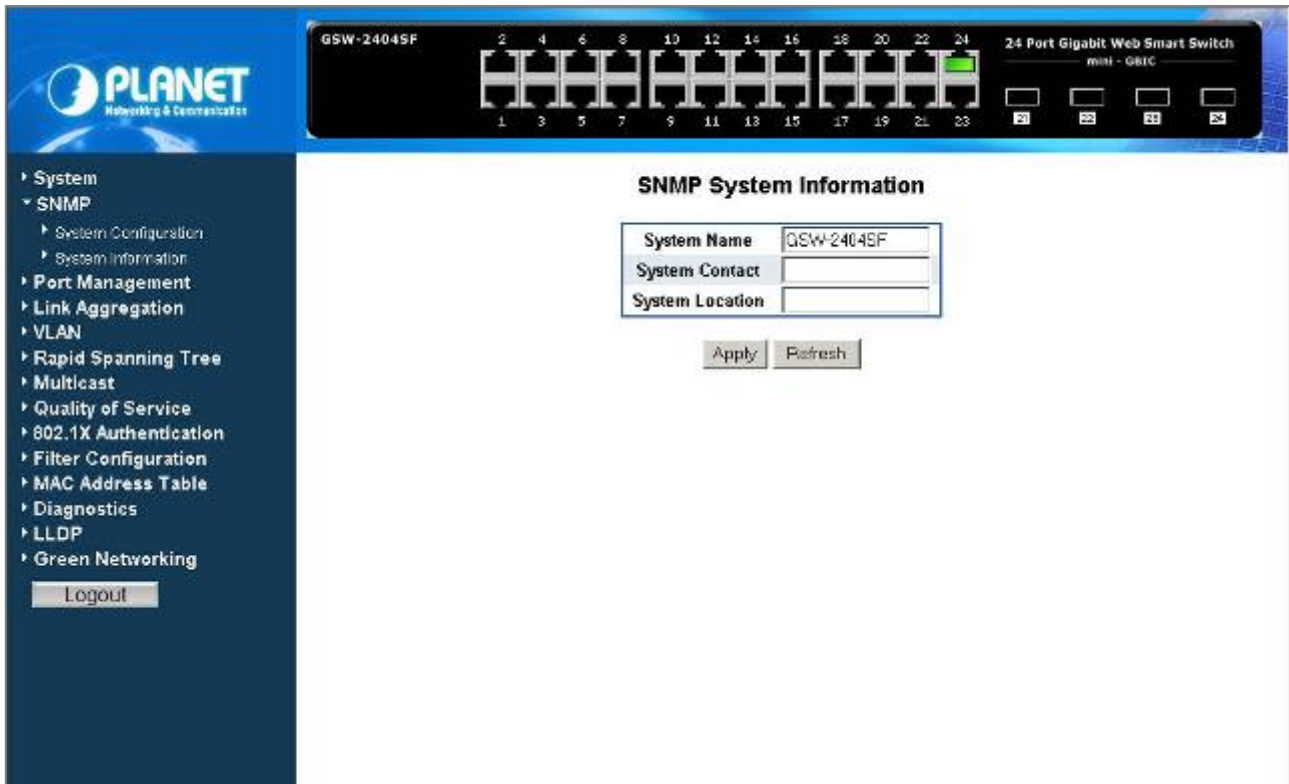 GSW-2404SF
2 4 6 8 10 12 14 16 18 20 22 24
24 Port Gigabit Web Smart Switch
mini - GBIC
PLANET
Networking & Communication
1 3 5 7 9 11 13 15 17 19 21 23
21 22 23 24
System
SNMP
System Configuration
System Information
Port Management
Link Aggregation
VLAN
Rapid Spanning Tree
Multicast
Quality of Service
802.1X Authentication
Filter Configuration
MAC Address Table
Diagnostics
LLDP
Green Networking
Logout
SNMP System Information
System Name GSW-2404SF
System Contact
System Location
Apply Refresh